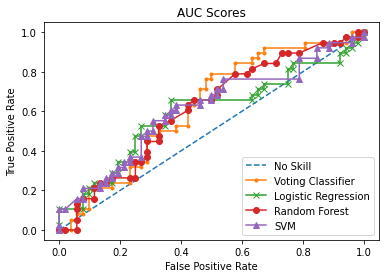 AUC Scores
True Positive Rate
1.0
0.8
0.6
0.4
0.2
0.0
No Skill
Voting Classifier
Logistic Regression
Random Forest
SVM
0.0 0.2 0.4 0.6 0.8 1.0
False Positive Rate